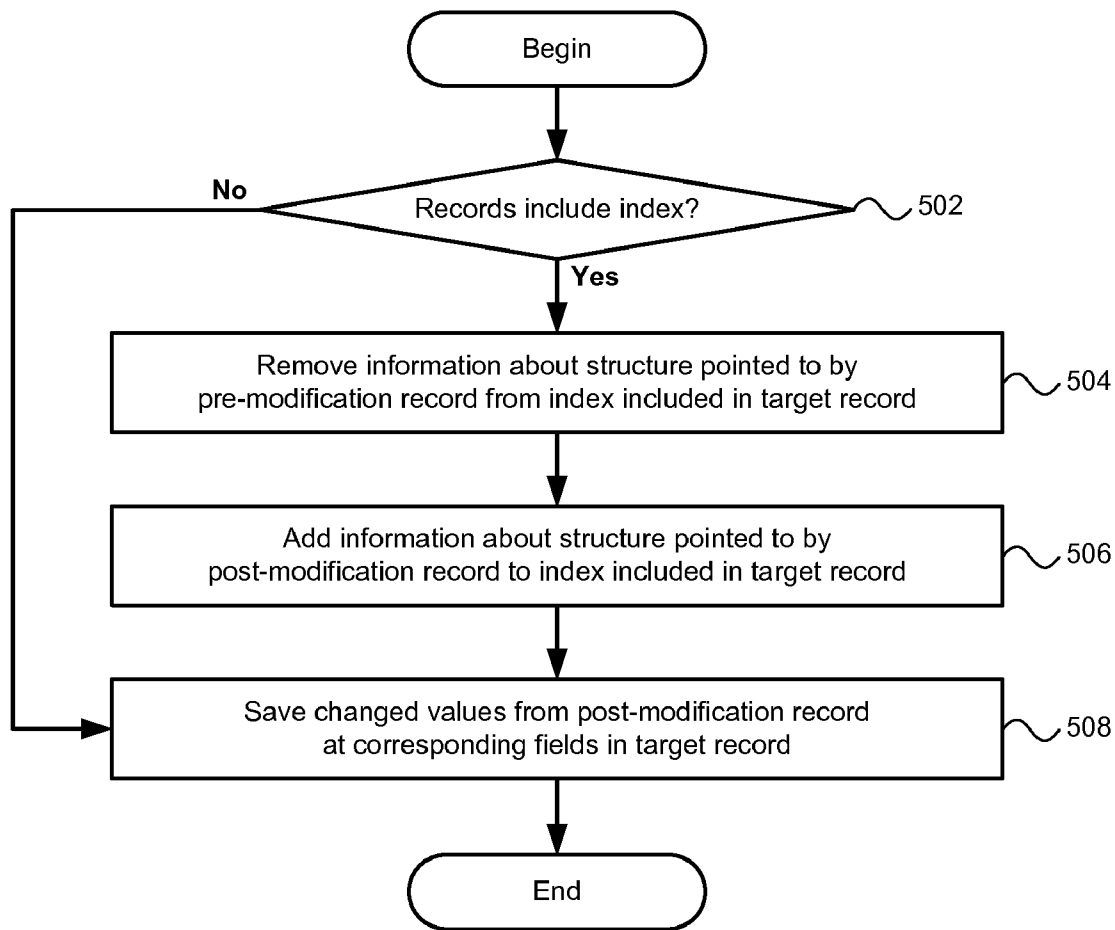 Begin
No
Records include index?
502
Yes
Remove information about structure pointed to by
pre-modification record from index included in target record
504
Add information about structure pointed to by
post-modification record to index included in target record
506
Save changed values from post-modification record
at corresponding fields in target record
508
End